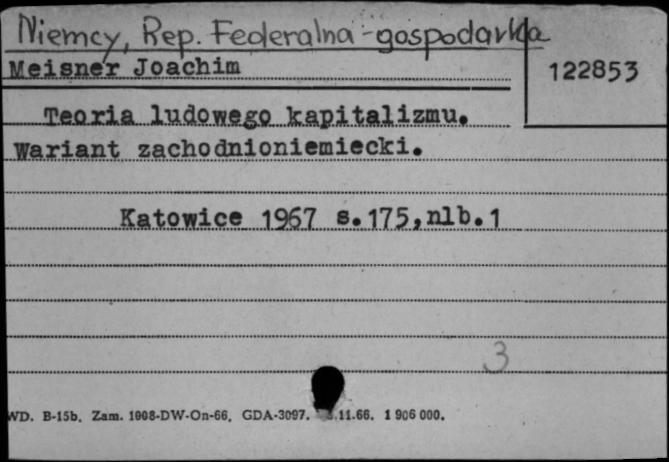 Niemcy, Rep. Federalna - gospodarka
Meisner Joachim
122853
Teoria ludowego kapitalizmu.
Wariant zachodnioniemiecki.
Katowice 1967 s.175,nlb.1
3
WD. B-15b. Zam. 1008-DW-On-66. GDA-3097. .11.66. 1 906 000.